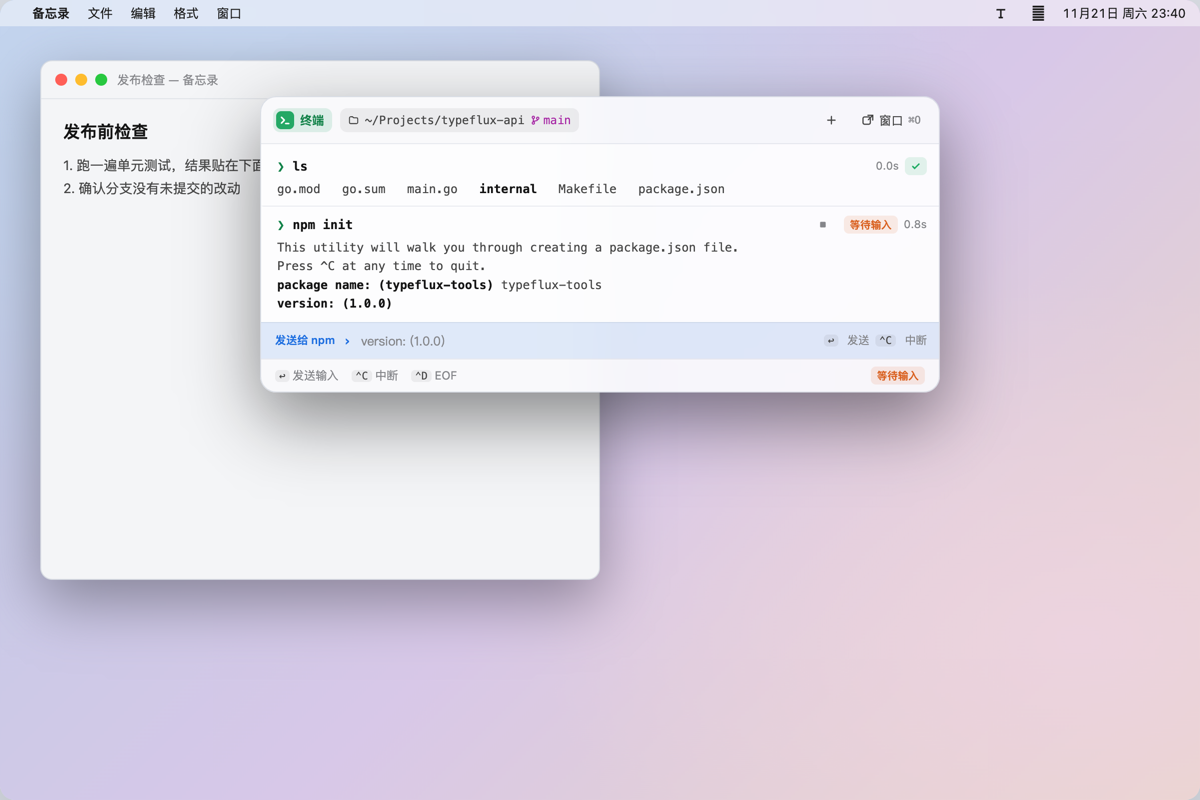 备忘录 文件 编辑 格式 窗口 T 11月21日 周六 23:40
发布检查 — 备忘录
发布前检查
1. 跑一遍单元测试，结果贴在下面
2. 确认分支没有未提交的改动
终端 ~/Projects/typeflux-api main + 窗口 ⌘0
❯ ls 0.0s ✓
go.mod go.sum main.go internal Makefile package.json
❯ npm init 等待输入 0.8s
This utility will walk you through creating a package.json file.
Press ^C at any time to quit.
package name: (typeflux-tools) typeflux-tools
version: (1.0.0)
发送给 npm › version: (1.0.0) ↩ 发送 ^C 中断
↩ 发送输入 ^C 中断 ^D EOF 等待输入